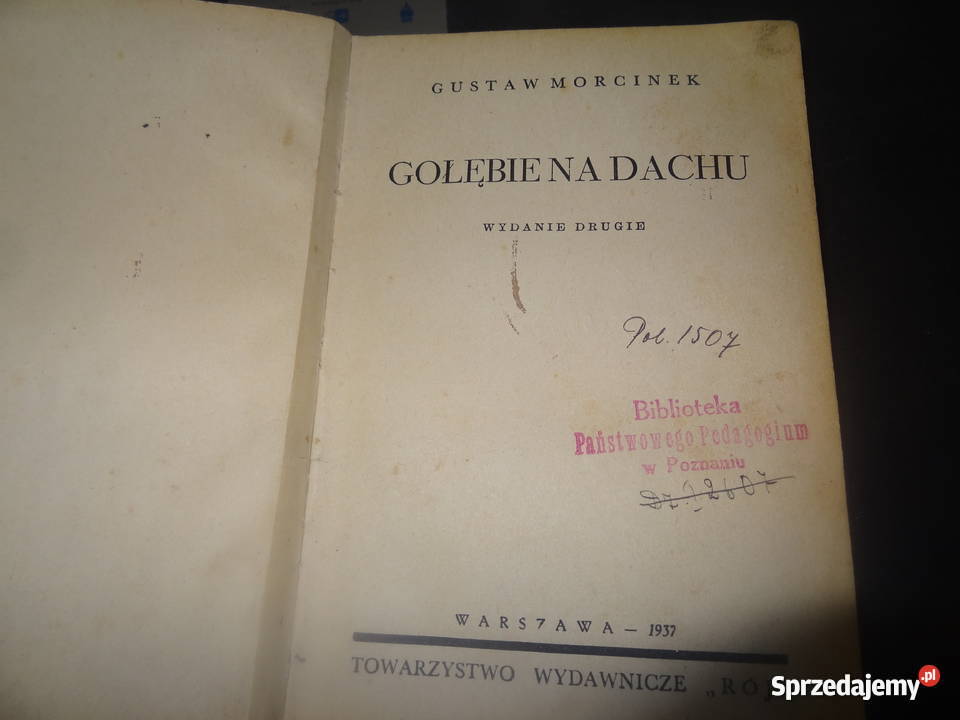 GUSTAW MORCINEK
GOŁĘBIE NA DACHU
WYDANIE DRUGIE
Pol. 1507
Biblioteka
Państwowego Pedagogium
w Poznaniu
WARSZAWA — 1937
TOWARZYSTWO WYDAWNICZE „RÓJ
Sprzedajemy.pl